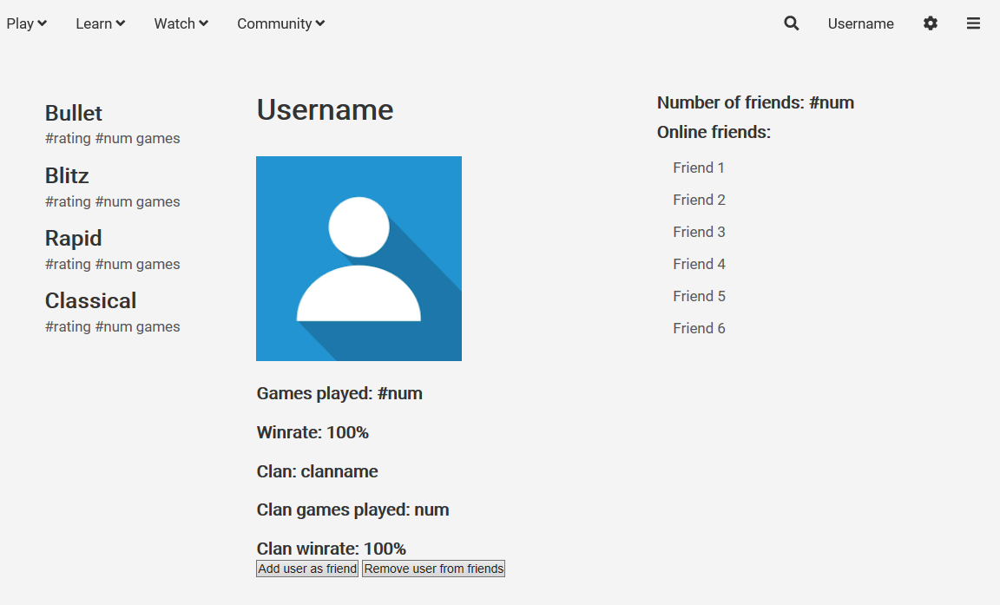 Play Learn Watch Community Username
Bullet
#rating #num games
Blitz
#rating #num games
Rapid
#rating #num games
Classical
#rating #num games
Username
Games played: #num
Winrate: 100%
Clan: clanname
Clan games played: num
Clan winrate: 100%
Add user as friend Remove user from friends
Number of friends: #num
Online friends:
Friend 1
Friend 2
Friend 3
Friend 4
Friend 5
Friend 6